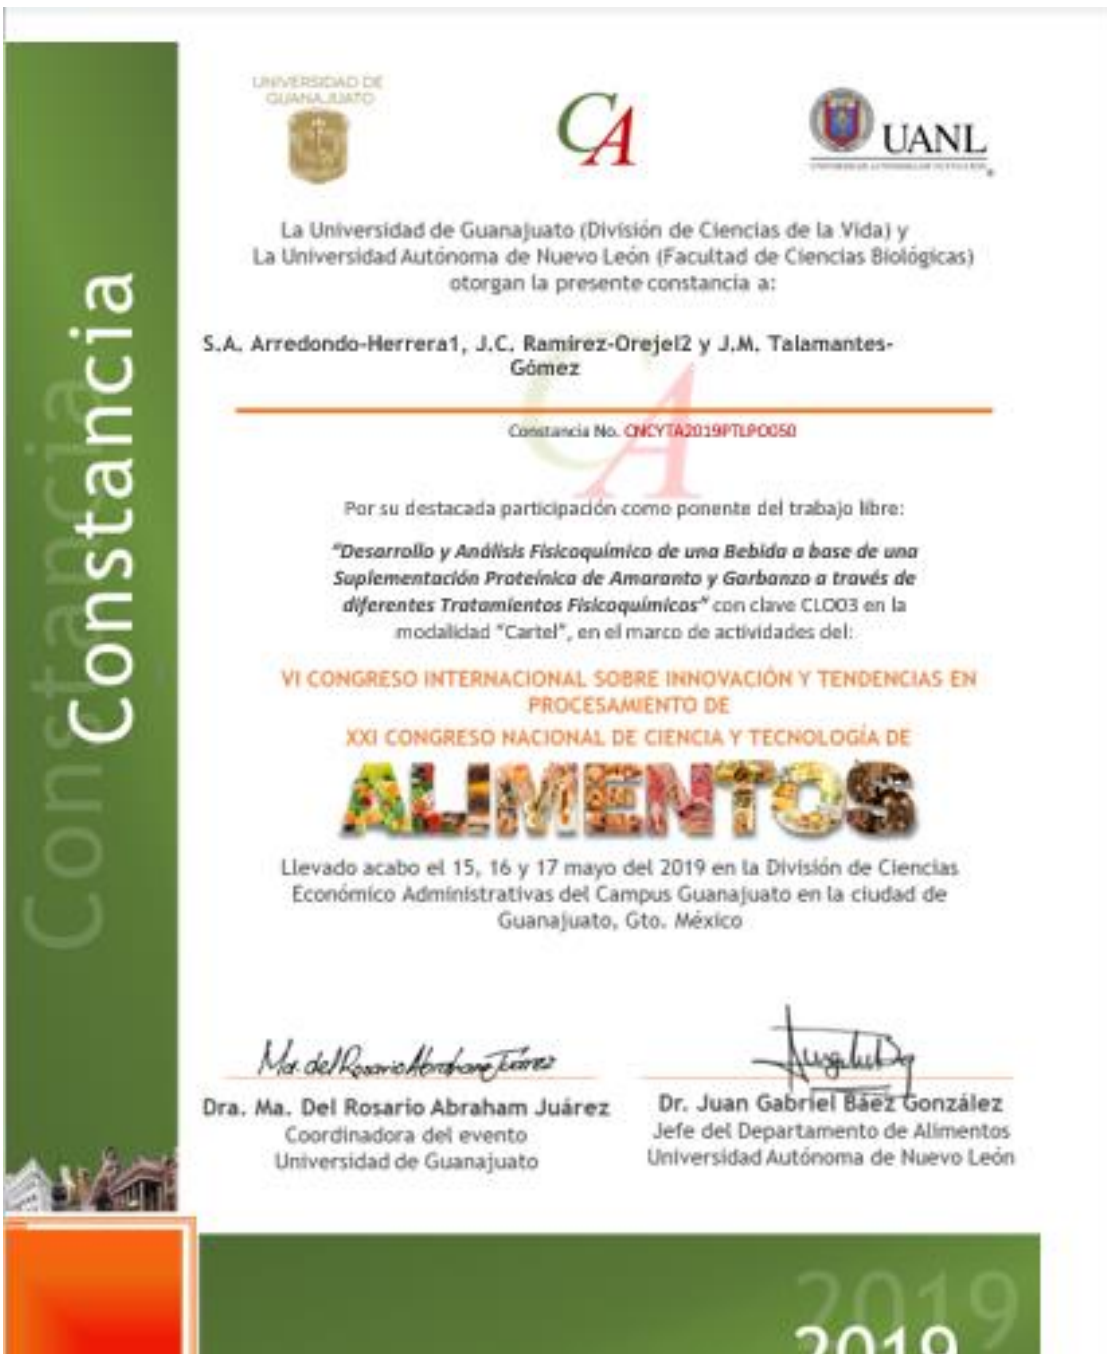 UNIVERSIDAD DE
GUANAJUATO
CA
UANL
La Universidad de Guanajuato (División de Ciencias de la Vida) y
La Universidad Autónoma de Nuevo León (Facultad de Ciencias Biológicas)
otorgan la presente constancia a:
S.A. Arredondo-Herrera1, J.C. Ramirez-Orejel2 y J.M. Talamantes-
Gómez
CA
Constancia No. CNCYTA2019PTLPO050
Por su destacada participación como ponente del trabajo libre:
"Desarrollo y Análisis Fisicoquímico de una Bebida a base de una
Suplementación Proteínica de Amaranto y Garbanzo a través de
diferentes Tratamientos Fisicoquímicos" con clave CLO03 en la
modalidad "Cartel", en el marco de actividades del:
VI CONGRESO INTERNACIONAL SOBRE INNOVACIÓN Y TENDENCIAS EN
PROCESAMIENTO DE
XXI CONGRESO NACIONAL DE CIENCIA Y TECNOLOGÍA DE
ALIMENTOS
Llevado acabo el 15, 16 y 17 mayo del 2019 en la División de Ciencias
Económico Administrativas del Campus Guanajuato en la ciudad de
Guanajuato, Gto. México
Ma. del Rosario Abraham Juárez
Dra. Ma. Del Rosario Abraham Juárez
Coordinadora del evento
Universidad de Guanajuato
Dr. Juan Gabriel Báez González
Jefe del Departamento de Alimentos
Universidad Autónoma de Nuevo León
Constancia
Constancia
2019
2019